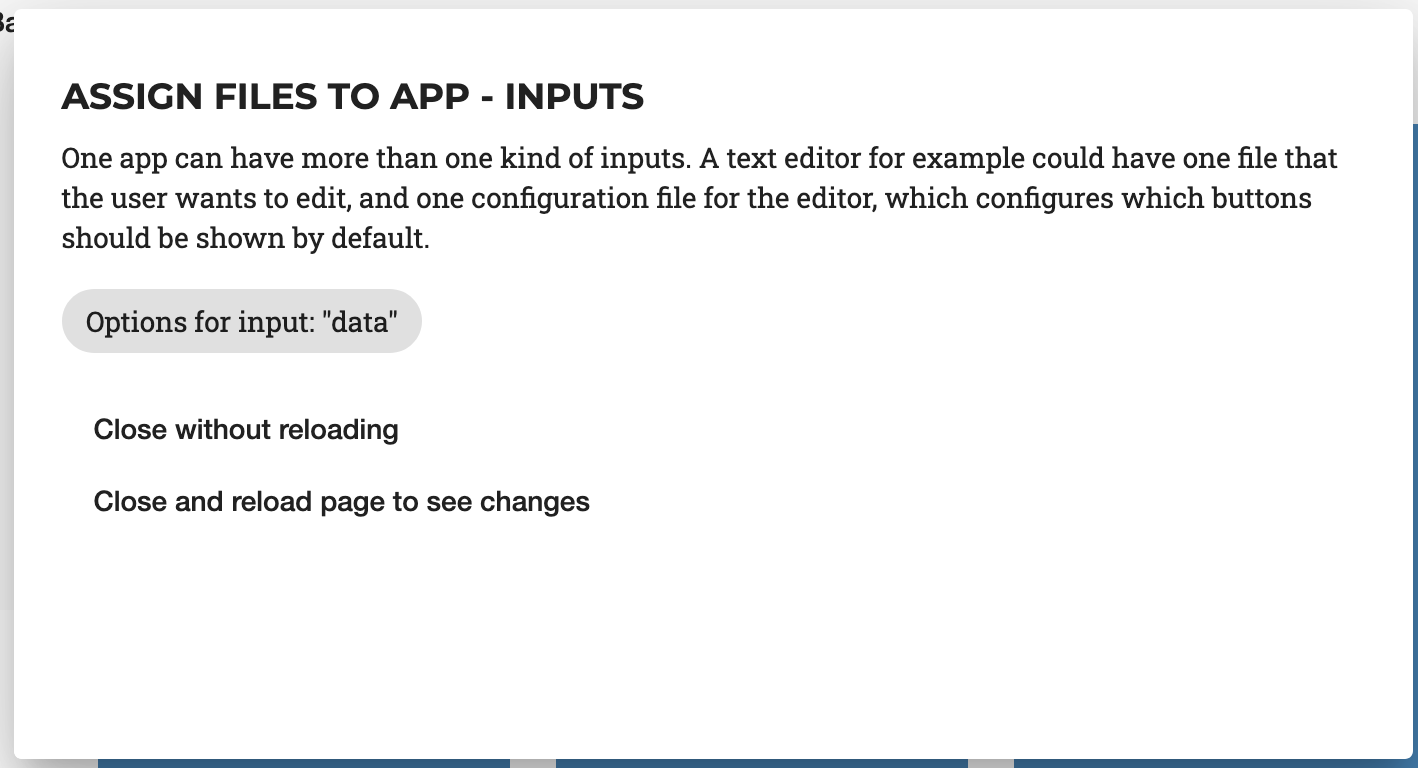 ASSIGN FILES TO APP - INPUTS
One app can have more than one kind of inputs. A text editor for example could have one file that
the user wants to edit, and one configuration file for the editor, which configures which buttons
should be shown by default.
Options for input: "data"
Close without reloading
Close and reload page to see changes